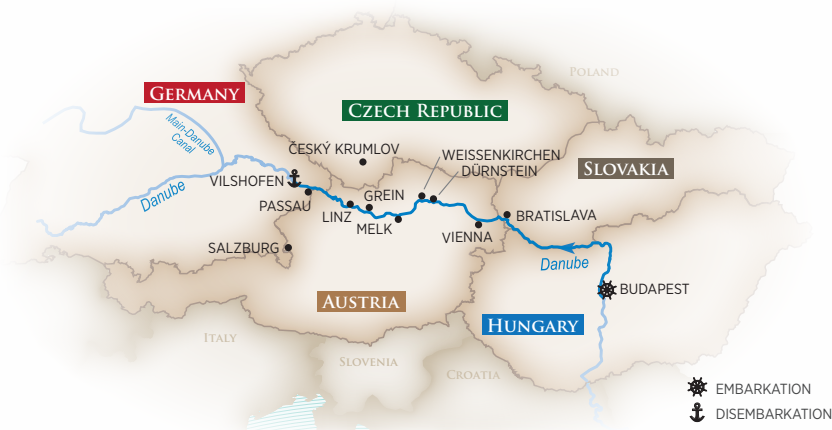 POLAND
GERMANY
CZECH REPUBLIC
Main-Danube
Canal
ČESKÝ KRUMLOV
WEISSENKIRCHEN
DÜRNSTEIN
SLOVAKIA
VILSHOFEN
Danube
PASSAU
LINZ
GREIN
MELK
VIENNA
BRATISLAVA
SALZBURG
Danube
BUDAPEST
AUSTRIA
HUNGARY
ITALY
SLOVENIA
CROATIA
EMBARKATION
DISEMBARKATION